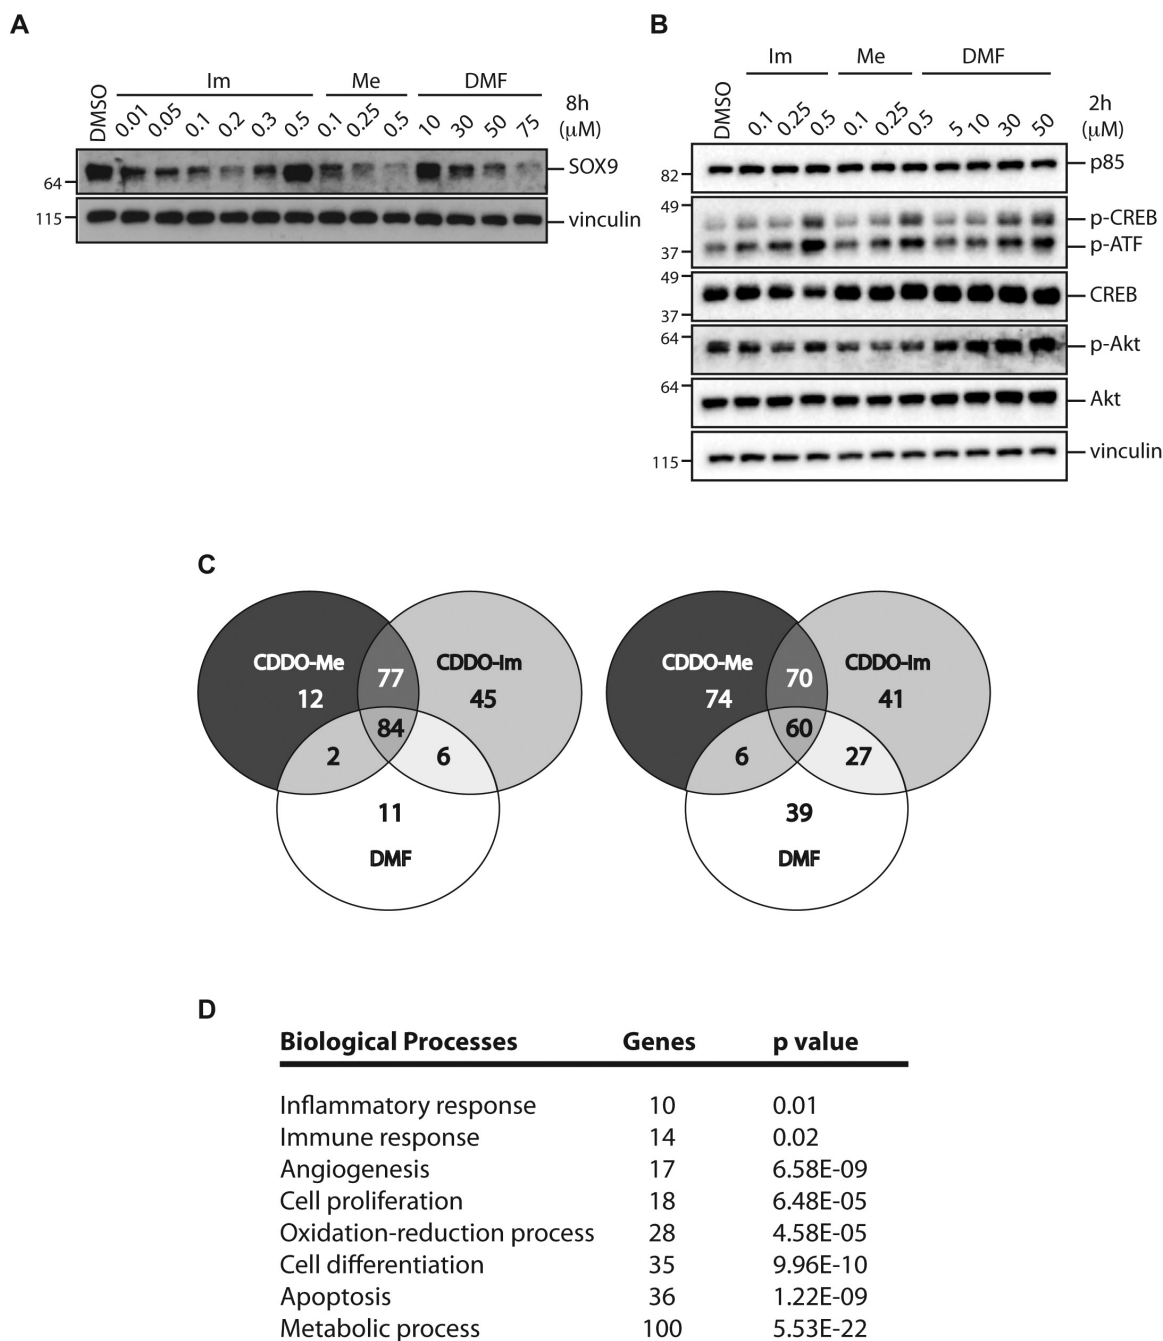 A
Im Me DMF
DMSO 0.01 0.05 0.1 0.2 0.3 0.5 0.1 0.25 0.5 10 30 50 75
8h
(μM)
SOX9
64
115
vinculin
B
Im Me DMF
DMSO 0.1 0.25 0.5 0.1 0.25 0.5 5 10 30 50
2h
(μM)
p85
82
49
p-CREB
p-ATF
37
49
CREB
37
64
p-Akt
64
Akt
vinculin
115
C
CDDO-Me 77 CDDO-Im
12 45
84
2 6
11
DMF
CDDO-Me 70 CDDO-Im
74 41
60
6 27
39
DMF
D
Biological Processes Genes p value
Inflammatory response 10 0.01
Immune response 14 0.02
Angiogenesis 17 6.58E-09
Cell proliferation 18 6.48E-05
Oxidation-reduction process 28 4.58E-05
Cell differentiation 35 9.96E-10
Apoptosis 36 1.22E-09
Metabolic process 100 5.53E-22